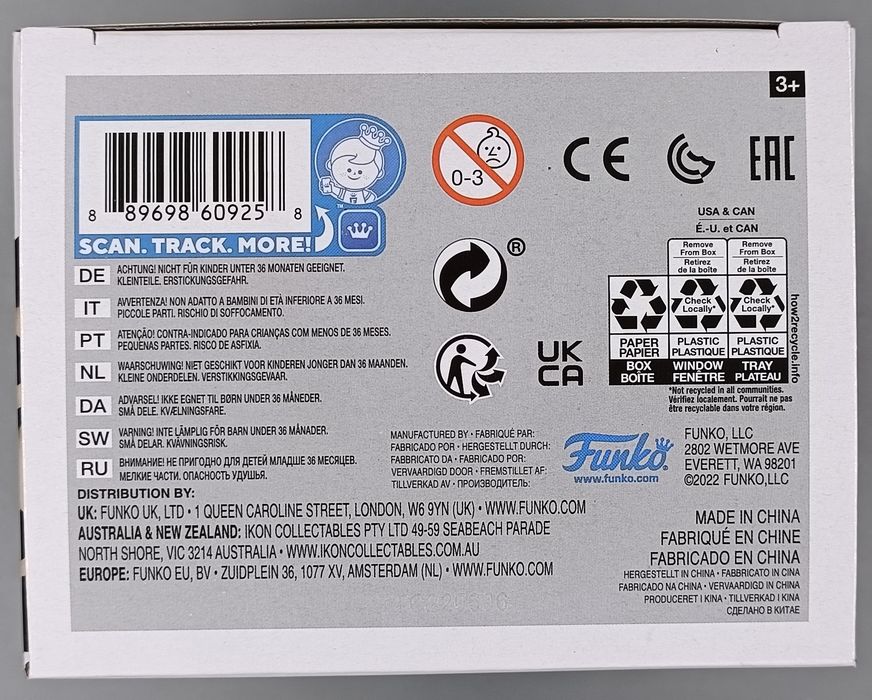 3+
8 89698 60925 8
TM
SCAN. TRACK. MORE!
0-3
CE
EAC
®
UK
CA
USA & CAN
É.-U. et CAN
Remove From Box
Retirez de la boîte
Remove From Box
Retirez de la boîte
Check Locally*
Check Locally*
PAPER
PAPIER
BOX
BOÎTE
PLASTIC
PLASTIQUE
WINDOW
FENÊTRE
PLASTIC
PLASTIQUE
TRAY
PLATEAU
how2recycle.info
*Not recycled in all communities.
Vérifiez localement. Pourrait ne pas
être recyclable dans votre région.
DE ACHTUNG! NICHT FÜR KINDER UNTER 36 MONATEN GEEIGNET.
KLEINTEILE. ERSTICKUNGSGEFAHR.
IT AVVERTENZA! NON ADATTO A BAMBINI DI ETÀ INFERIORE A 36 MESI.
PICCOLE PARTI. RISCHIO DI SOFFOCAMENTO.
PT ATENÇÃO! CONTRA-INDICADO PARA CRIANÇAS COM MENOS DE 36 MESES.
PEQUENAS PARTES. RISCO DE ASFIXIA.
NL WAARSCHUWING! NIET GESCHIKT VOOR KINDEREN JONGER DAN 36 MAANDEN.
KLEINE ONDERDELEN. VERSTIKKINGSGEVAAR.
DA ADVARSEL! IKKE EGNET TIL BØRN UNDER 36 MÅNEDER.
SMÅ DELE. KVÆLNINGSFARE.
SW VARNING! INTE LÄMPLIG FÖR BARN UNDER 36 MÅNADER.
SMÅ DELAR. KVÄVNINGSRISK.
RU ВНИМАНИЕ! НЕ ПРИГОДНО ДЛЯ ДЕТЕЙ МЛАДШЕ 36 МЕСЯЦЕВ.
МЕЛКИЕ ЧАСТИ. ОПАСНОСТЬ УДУШЬЯ.
MANUFACTURED BY • FABRIQUÉ PAR:
FABRICADO POR • HERGESTELLT DURCH:
FABBRICATO DA • FABRICADO POR:
VERVAARDIGD DOOR • FREMSTILLET AF:
TILLVERKAD AV • ПРОИЗВОДИТЕЛЬ:
Funko®
www.funko.com
FUNKO, LLC
2802 WETMORE AVE
EVERETT, WA 98201
©2022 FUNKO,LLC
DISTRIBUTION BY:
UK: FUNKO UK, LTD • 1 QUEEN CAROLINE STREET, LONDON, W6 9YN (UK) • WWW.FUNKO.COM
AUSTRALIA & NEW ZEALAND: IKON COLLECTABLES PTY LTD 49-59 SEABEACH PARADE
NORTH SHORE, VIC 3214 AUSTRALIA • WWW.IKONCOLLECTABLES.COM.AU
EUROPE: FUNKO EU, BV • ZUIDPLEIN 36, 1077 XV, AMSTERDAM (NL) • WWW.FUNKO.COM
MADE IN CHINA
FABRIQUÉ EN CHINE
FABRICADO EN CHINA
HERGESTELLT IN CHINA • FABBRICATO IN CINA
FABRICADO NA CHINA • VERVAARDIGD IN CHINA
PRODUCERET I KINA • TILLVERKAD I KINA
СДЕЛАНО В КИТАЕ